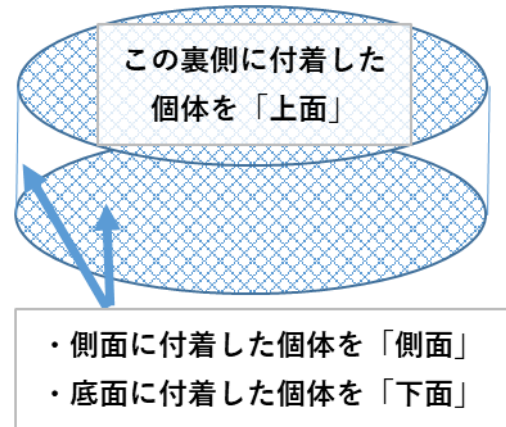 この裏側に付着した
個体を「上面」
・側面に付着した個体を「側面」
・底面に付着した個体を「下面」